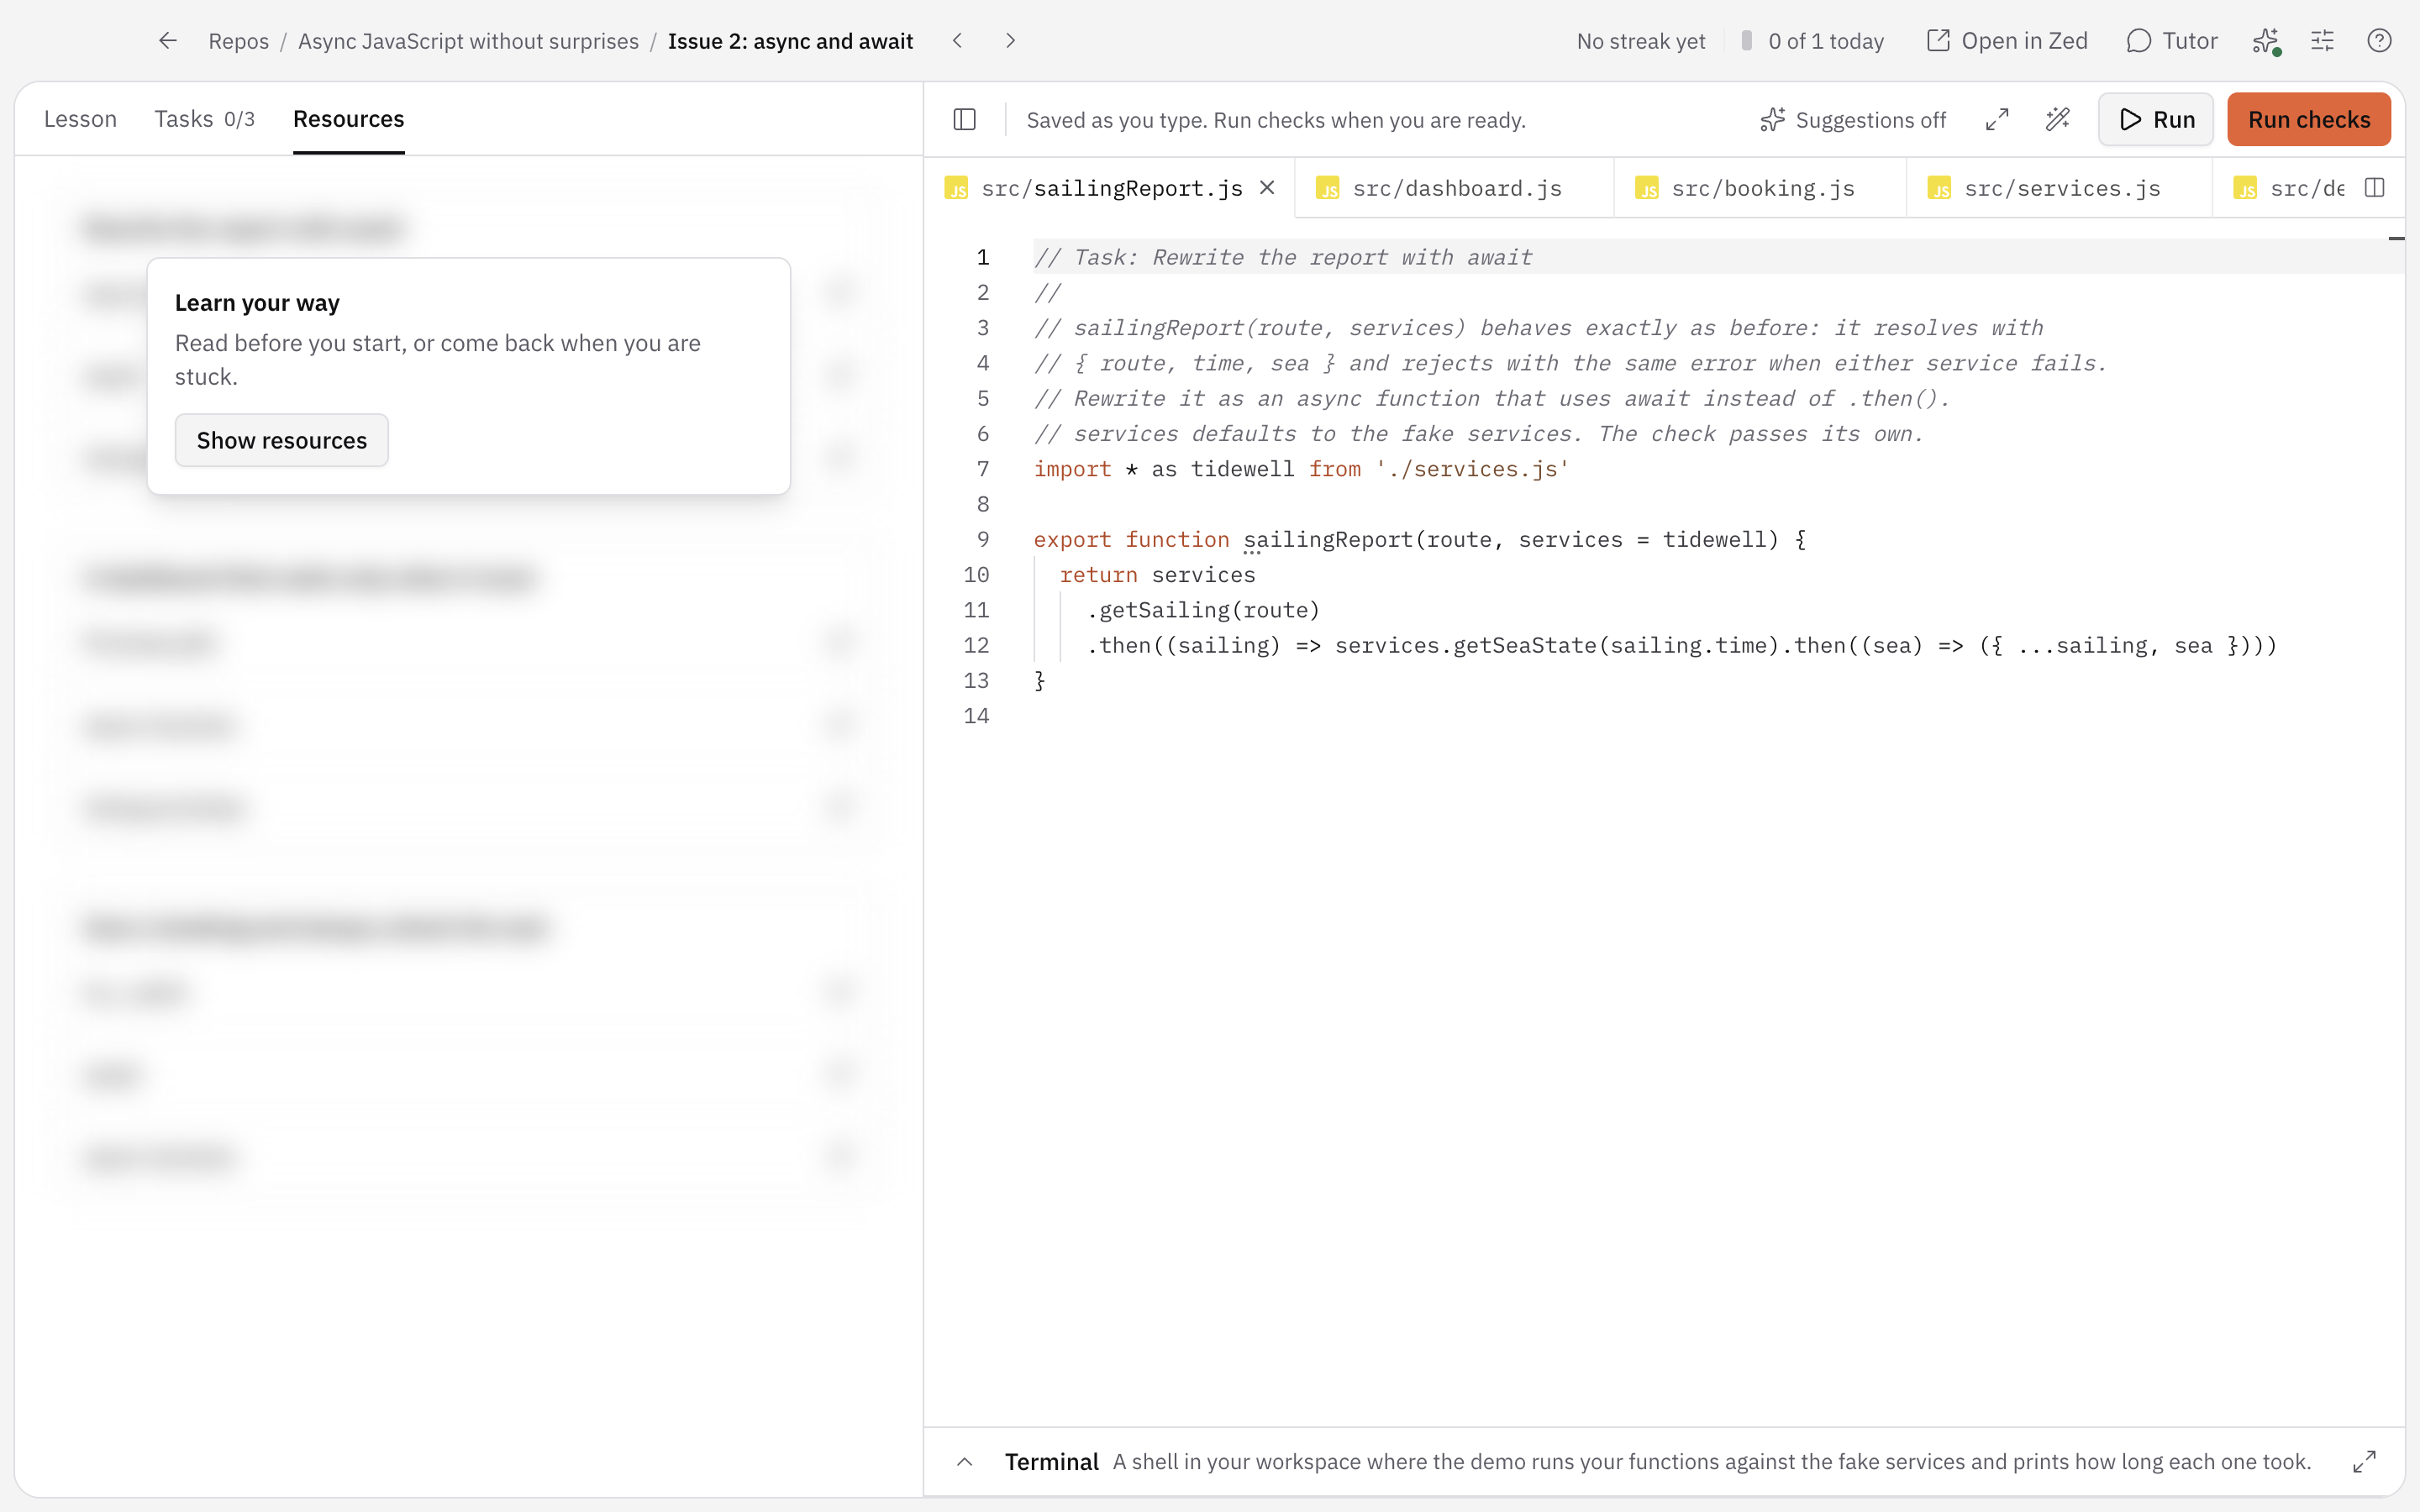 Repos / Async JavaScript without surprises / Issue 2: async and await
No streak yet
0 of 1 today
Open in Zed
Tutor
Lesson
Tasks 0/3
Resources
Learn your way
Read before you start, or come back when you are
stuck.
Show resources
Saved as you type. Run checks when you are ready.
Suggestions off
Run
Run checks
JS src/sailingReport.js
JS src/dashboard.js
JS src/booking.js
JS src/services.js
JS src/de
1 // Task: Rewrite the report with await
2 //
3 // sailingReport(route, services) behaves exactly as before: it resolves with
4 // { route, time, sea } and rejects with the same error when either service fails.
5 // Rewrite it as an async function that uses await instead of .then().
6 // services defaults to the fake services. The check passes its own.
7 import * as tidewell from './services.js'
8
9 export function sailingReport(route, services = tidewell) {
10 return services
11 .getSailing(route)
12 .then((sailing) => services.getSeaState(sailing.time).then((sea) => ({ ...sailing, sea })))
13 }
14
Terminal A shell in your workspace where the demo runs your functions against the fake services and prints how long each one took.